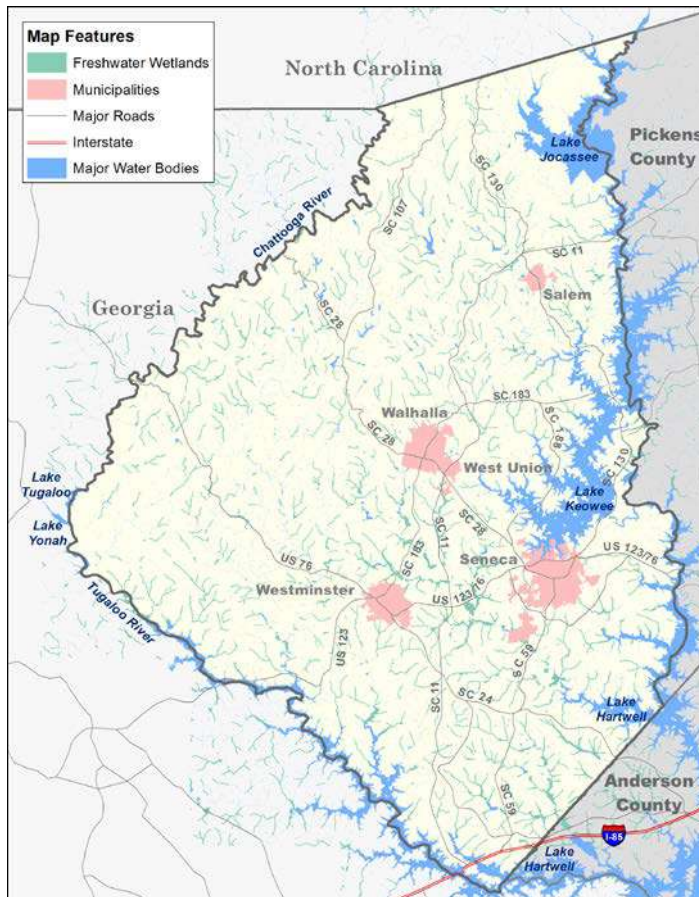 Map Features
Freshwater Wetlands
Municipalities
Major Roads
Interstate
Major Water Bodies
North Carolina
Pickens
County
Lake
Jocassee
SC 130
SC 107
Chattooga River
SC 11
Salem
Georgia
SC 28
SC 183
Walhalla
SC 188
SC 28
West Union
SC 130
Lake
Tugaloo
Lake
Keowee
Lake
Yonah
SC 28
SC 11
US 123/76
SC 183
Seneca
US 76
Westminster
US 123/76
Tugaloo River
US 123
S C 59
SC 11
SC 24
Lake
Hartwell
Anderson
County
SC 59
I-85
Lake
Hartwell